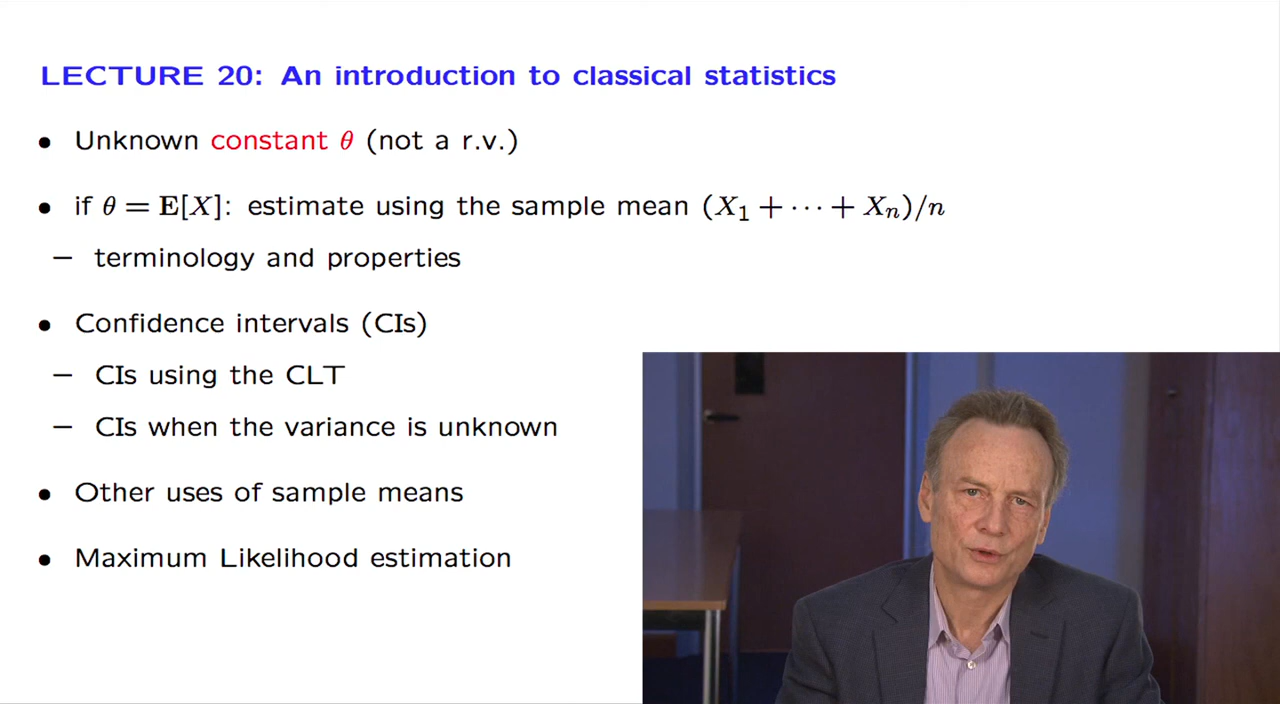 LECTURE 20: An introduction to classical statistics
• Unknown constant θ (not a r.v.)
• if θ = E[X]: estimate using the sample mean (X₁ + ··· + Xₙ)/n
– terminology and properties
• Confidence intervals (CIs)
– CIs using the CLT
– CIs when the variance is unknown
• Other uses of sample means
• Maximum Likelihood estimation